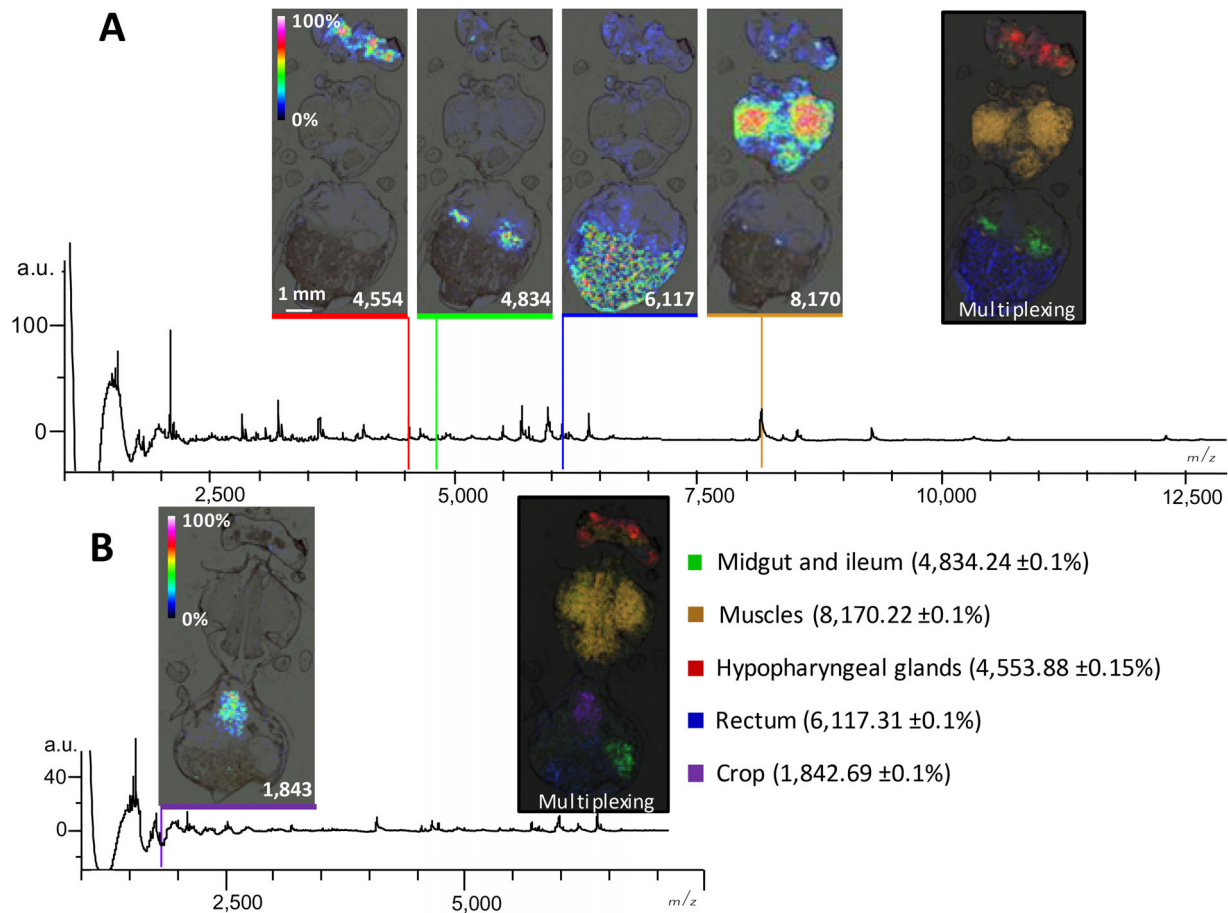 A
100%
0%
1 mm
4,554
4,834
6,117
8,170
Multiplexing
a.u.
100
0
m/z
2,500
5,000
7,500
10,000
12,500
B
100%
0%
1,843
Multiplexing
a.u.
40
0
m/z
2,500
5,000
Midgut and ileum (4,834.24 ±0.1%)
Muscles (8,170.22 ±0.1%)
Hypopharyngeal glands (4,553.88 ±0.15%)
Rectum (6,117.31 ±0.1%)
Crop (1,842.69 ±0.1%)